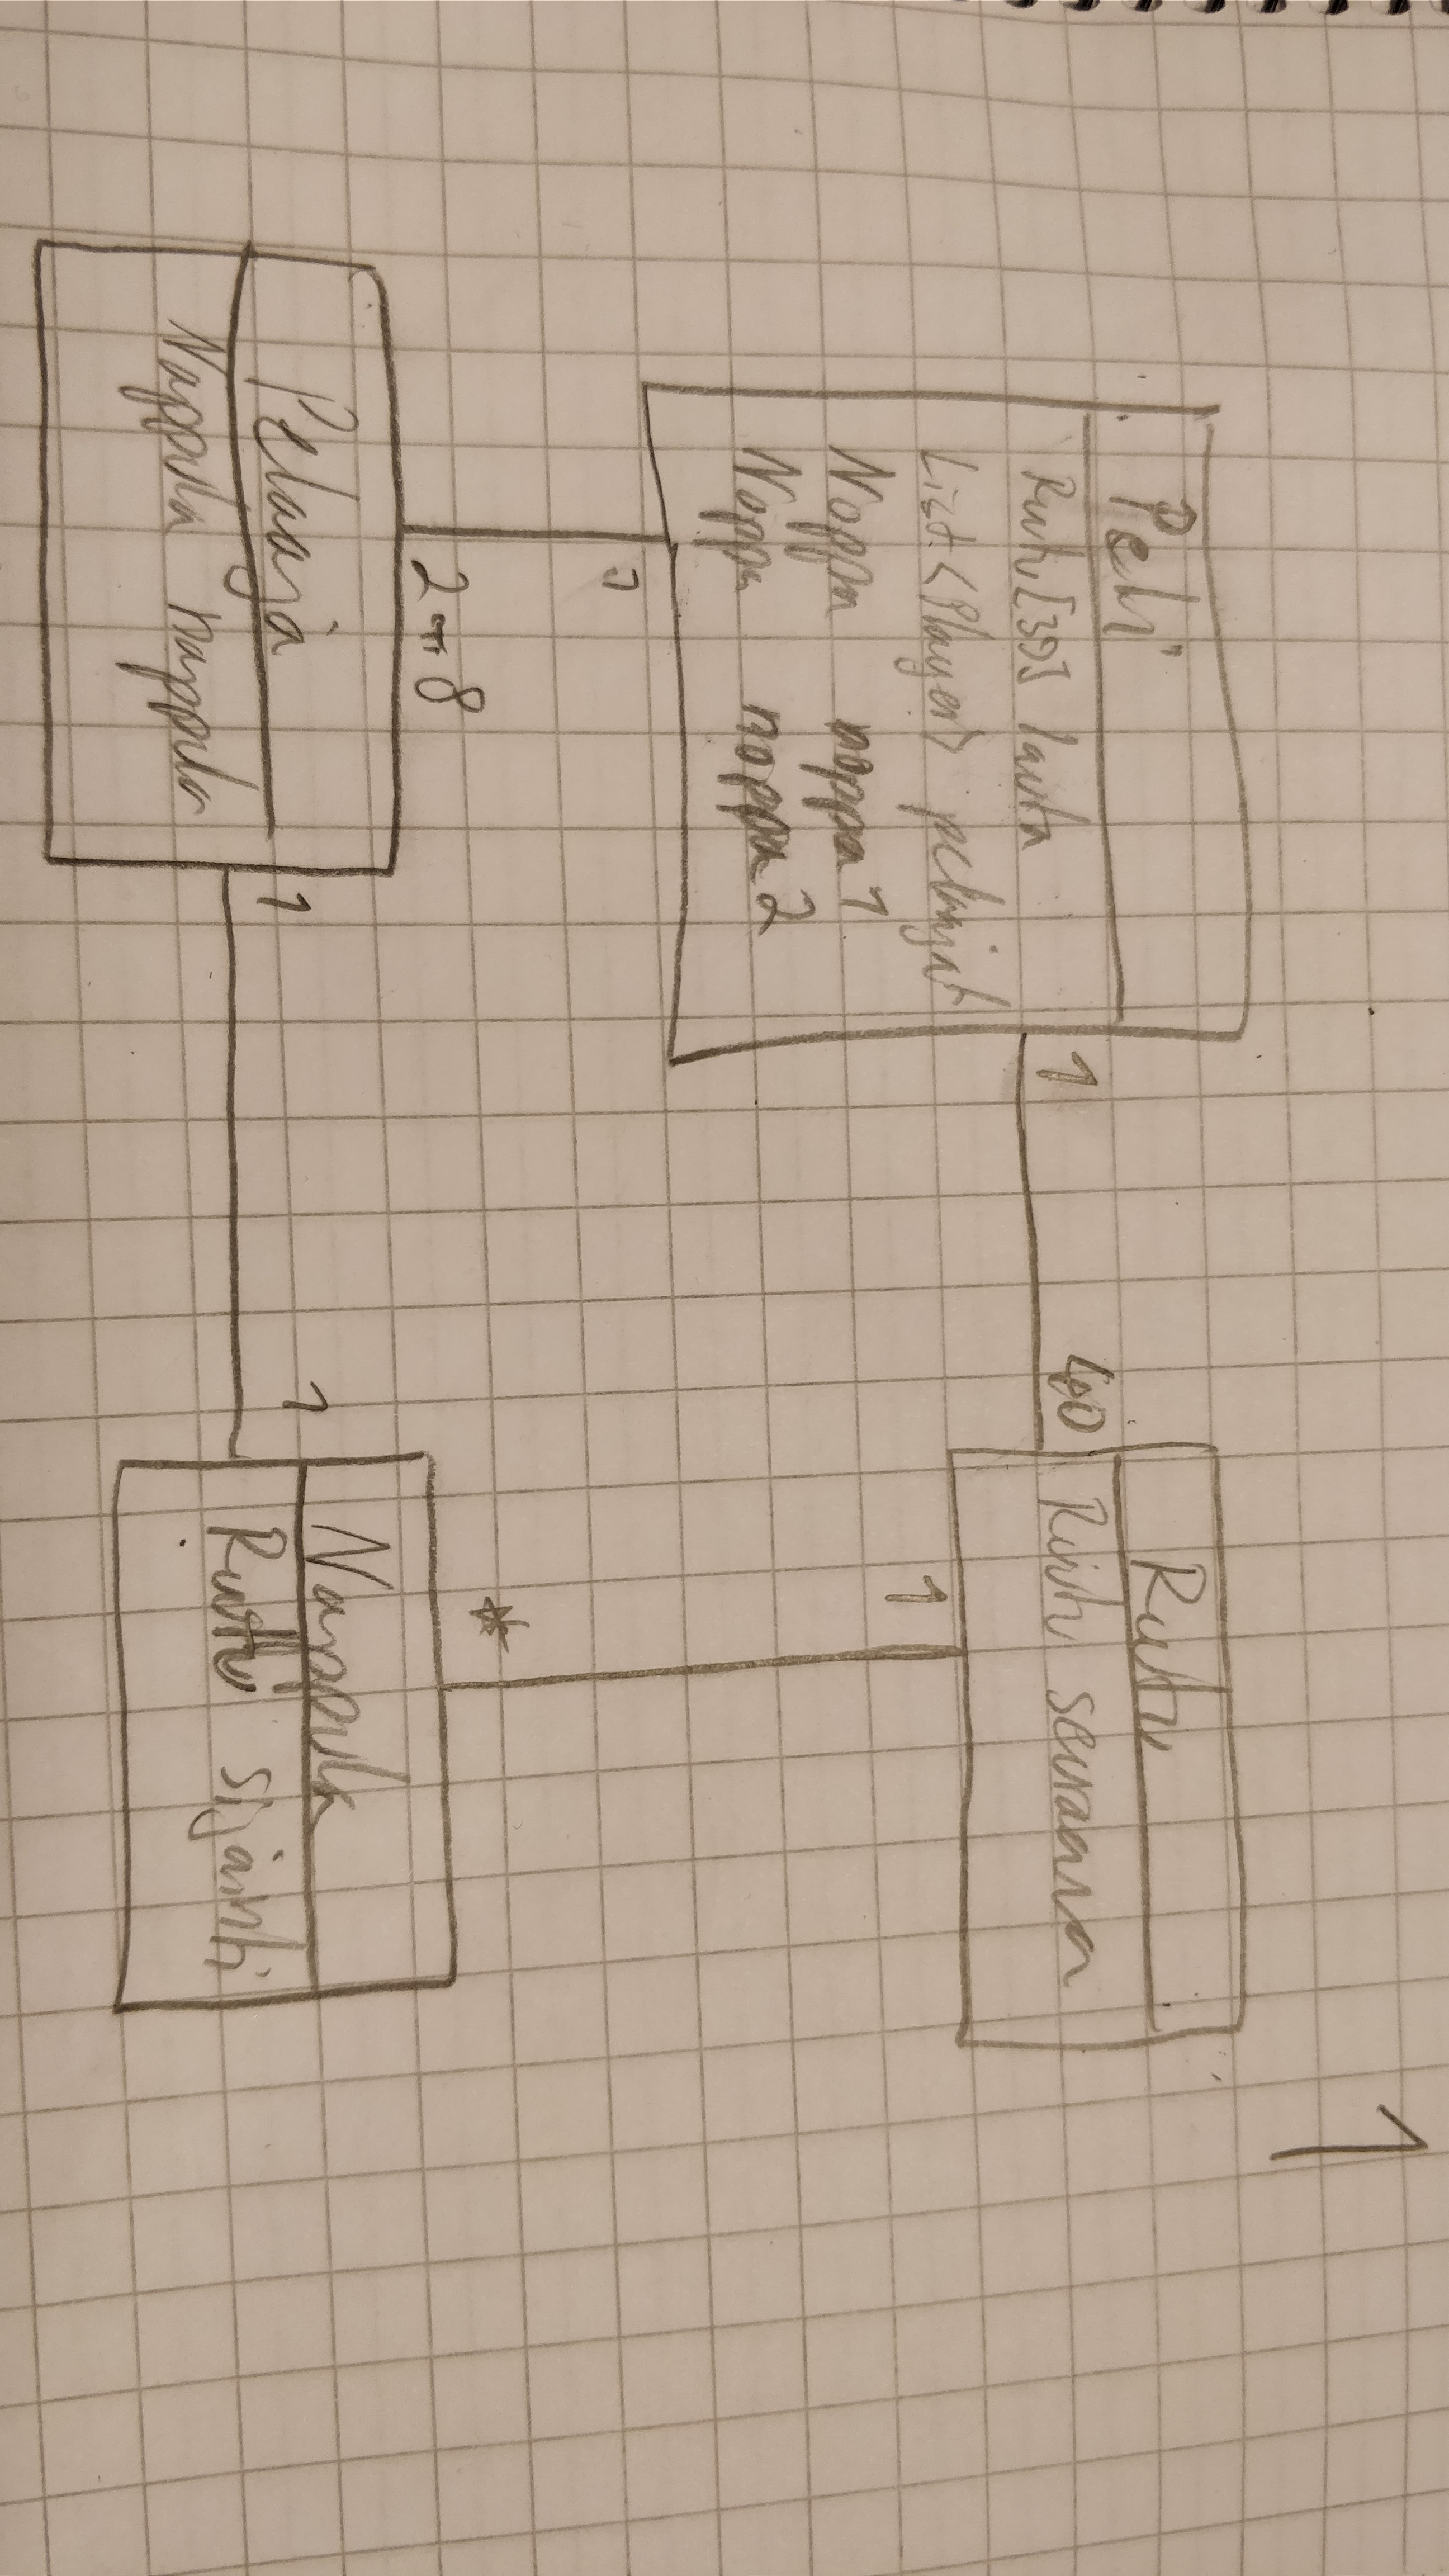 1
Peli
Ruutu[39] lauta
List<Player> pelaajat
Noppa noppa1
Noppa noppa2
1
40
Ruutu
Ruutu seuraava
1
2...8
1
*
Pelaaja
Nappula nappula
1
1
Nappula
Ruutu sijainti